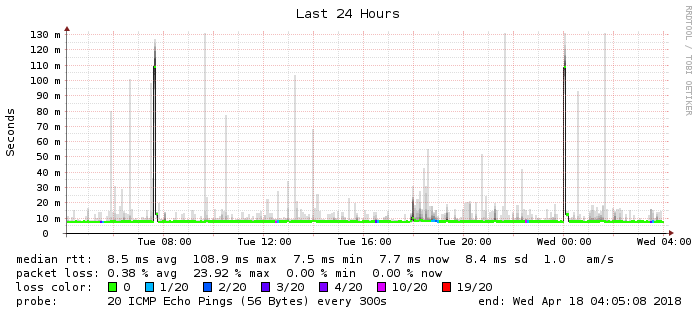 Last 24 Hours
RRDTOOL / TOBI OETIKER
Seconds
130 m
120 m
110 m
100 m
90 m
80 m
70 m
60 m
50 m
40 m
30 m
20 m
10 m
0
Tue 08:00 Tue 12:00 Tue 16:00 Tue 20:00 Wed 00:00 Wed 04:00
median rtt: 8.5 ms avg 108.9 ms max 7.5 ms min 7.7 ms now 8.4 ms sd 1.0 am/s
packet loss: 0.38 % avg 23.92 % max 0.00 % min 0.00 % now
loss color: 0 1/20 2/20 3/20 4/20 10/20 19/20
probe: 20 ICMP Echo Pings (56 Bytes) every 300s end: Wed Apr 18 04:05:08 2018